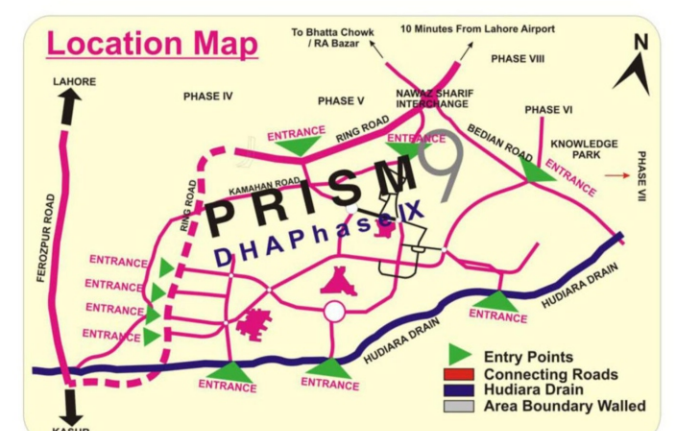 Location Map
To Bhatta Chowk
/ RA Bazar
10 Minutes From Lahore Airport
N
PHASE VIII
LAHORE
PHASE IV
PHASE V
NAWAZ SHARIF
INTERCHANGE
PHASE VI
ENTRANCE
RING ROAD
ENTRANCE
BEDIAN ROAD
KNOWLEDGE
PARK
ENTRANCE
PHASE VII
KAMAHAN ROAD
RING ROAD
PRISM 9
DHAPhaseIX
FEROZPUR ROAD
ENTRANCE
ENTRANCE
ENTRANCE
ENTRANCE
HUDIARA DRAIN
ENTRANCE
HUDIARA DRAIN
ENTRANCE
ENTRANCE
Entry Points
Connecting Roads
Hudiara Drain
Area Boundary Walled
KASUR